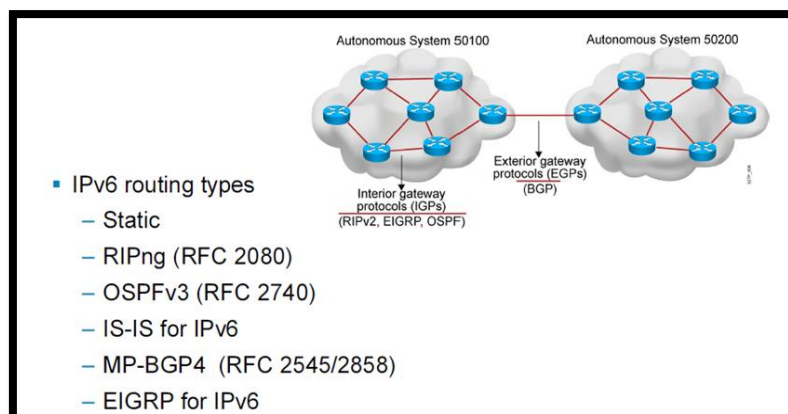 Autonomous System 50100
Autonomous System 50200
Interior gateway
protocols (IGPs)
(RIPv2, EIGRP, OSPF)
Exterior gateway
protocols (EGPs)
(BGP)
▪ IPv6 routing types
– Static
– RIPng (RFC 2080)
– OSPFv3 (RFC 2740)
– IS-IS for IPv6
– MP-BGP4 (RFC 2545/2858)
– EIGRP for IPv6